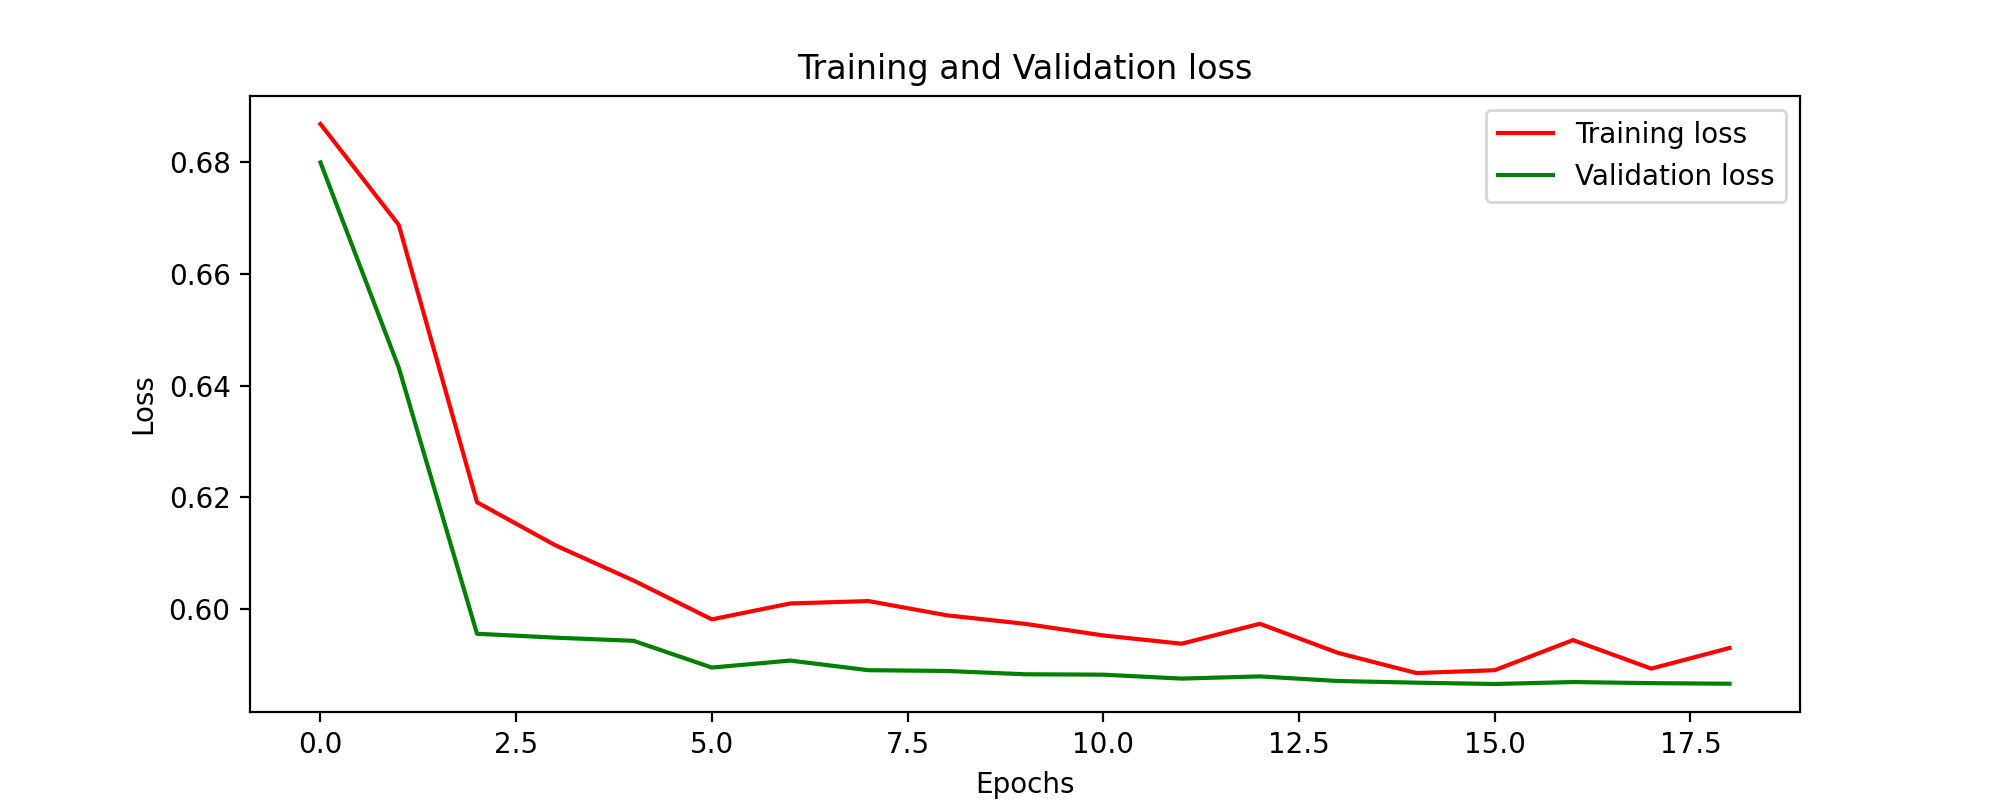 Training and Validation loss
Training loss
Validation loss
Loss
0.68
0.66
0.64
0.62
0.60
0.0 2.5 5.0 7.5 10.0 12.5 15.0 17.5
Epochs